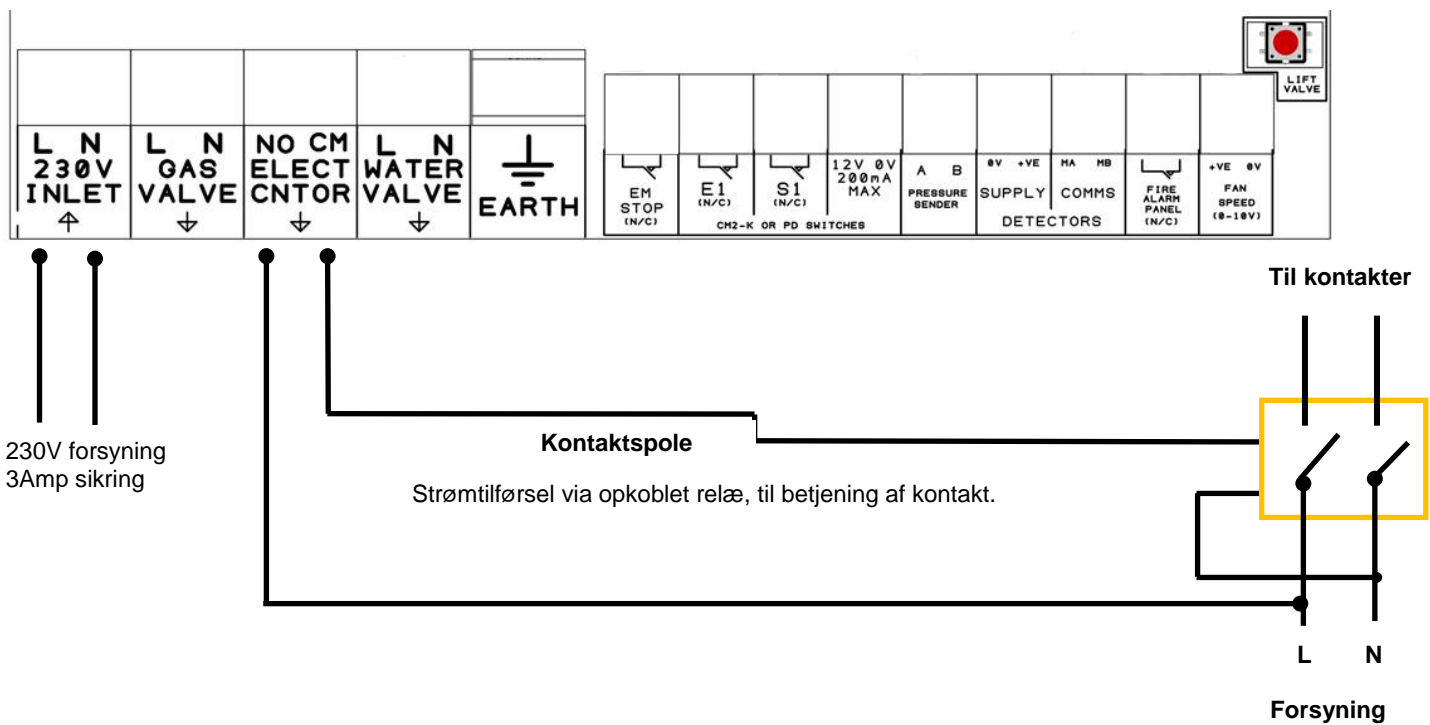 LIFT
VALVE
L N
230V
INLET
L N
GAS
VALVE
NO CM
ELECT
CNTOR
L N
WATER
VALVE
EARTH
EM
STOP
(N/C)
E1
(N/C)
S1
(N/C)
12V 0V
200mA
MAX
CM2-K OR PD SWITCHES
A B
PRESSURE
SENDER
0V +VE
SUPPLY
MA MB
COMMS
DETECTORS
FIRE
ALARM
PANEL
(N/C)
+VE 0V
FAN
SPEED
(0-10V)
Til kontakter
230V forsyning
3Amp sikring
Kontaktspole
Strømtilførsel via opkoblet relæ, til betjening af kontakt.
L N
Forsyning